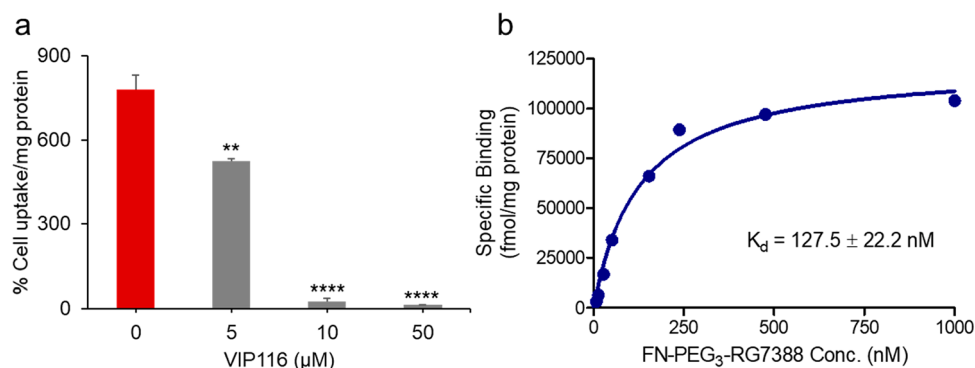 a
900
600
300
0
% Cell uptake/mg protein
**
****
****
0 5 10 50
VIP116 (µM)
b
125000
100000
75000
50000
25000
0
Specific Binding
(fmol/mg protein)
Kd = 127.5 ± 22.2 nM
0 250 500 750 1000
FN-PEG3-RG7388 Conc. (nM)